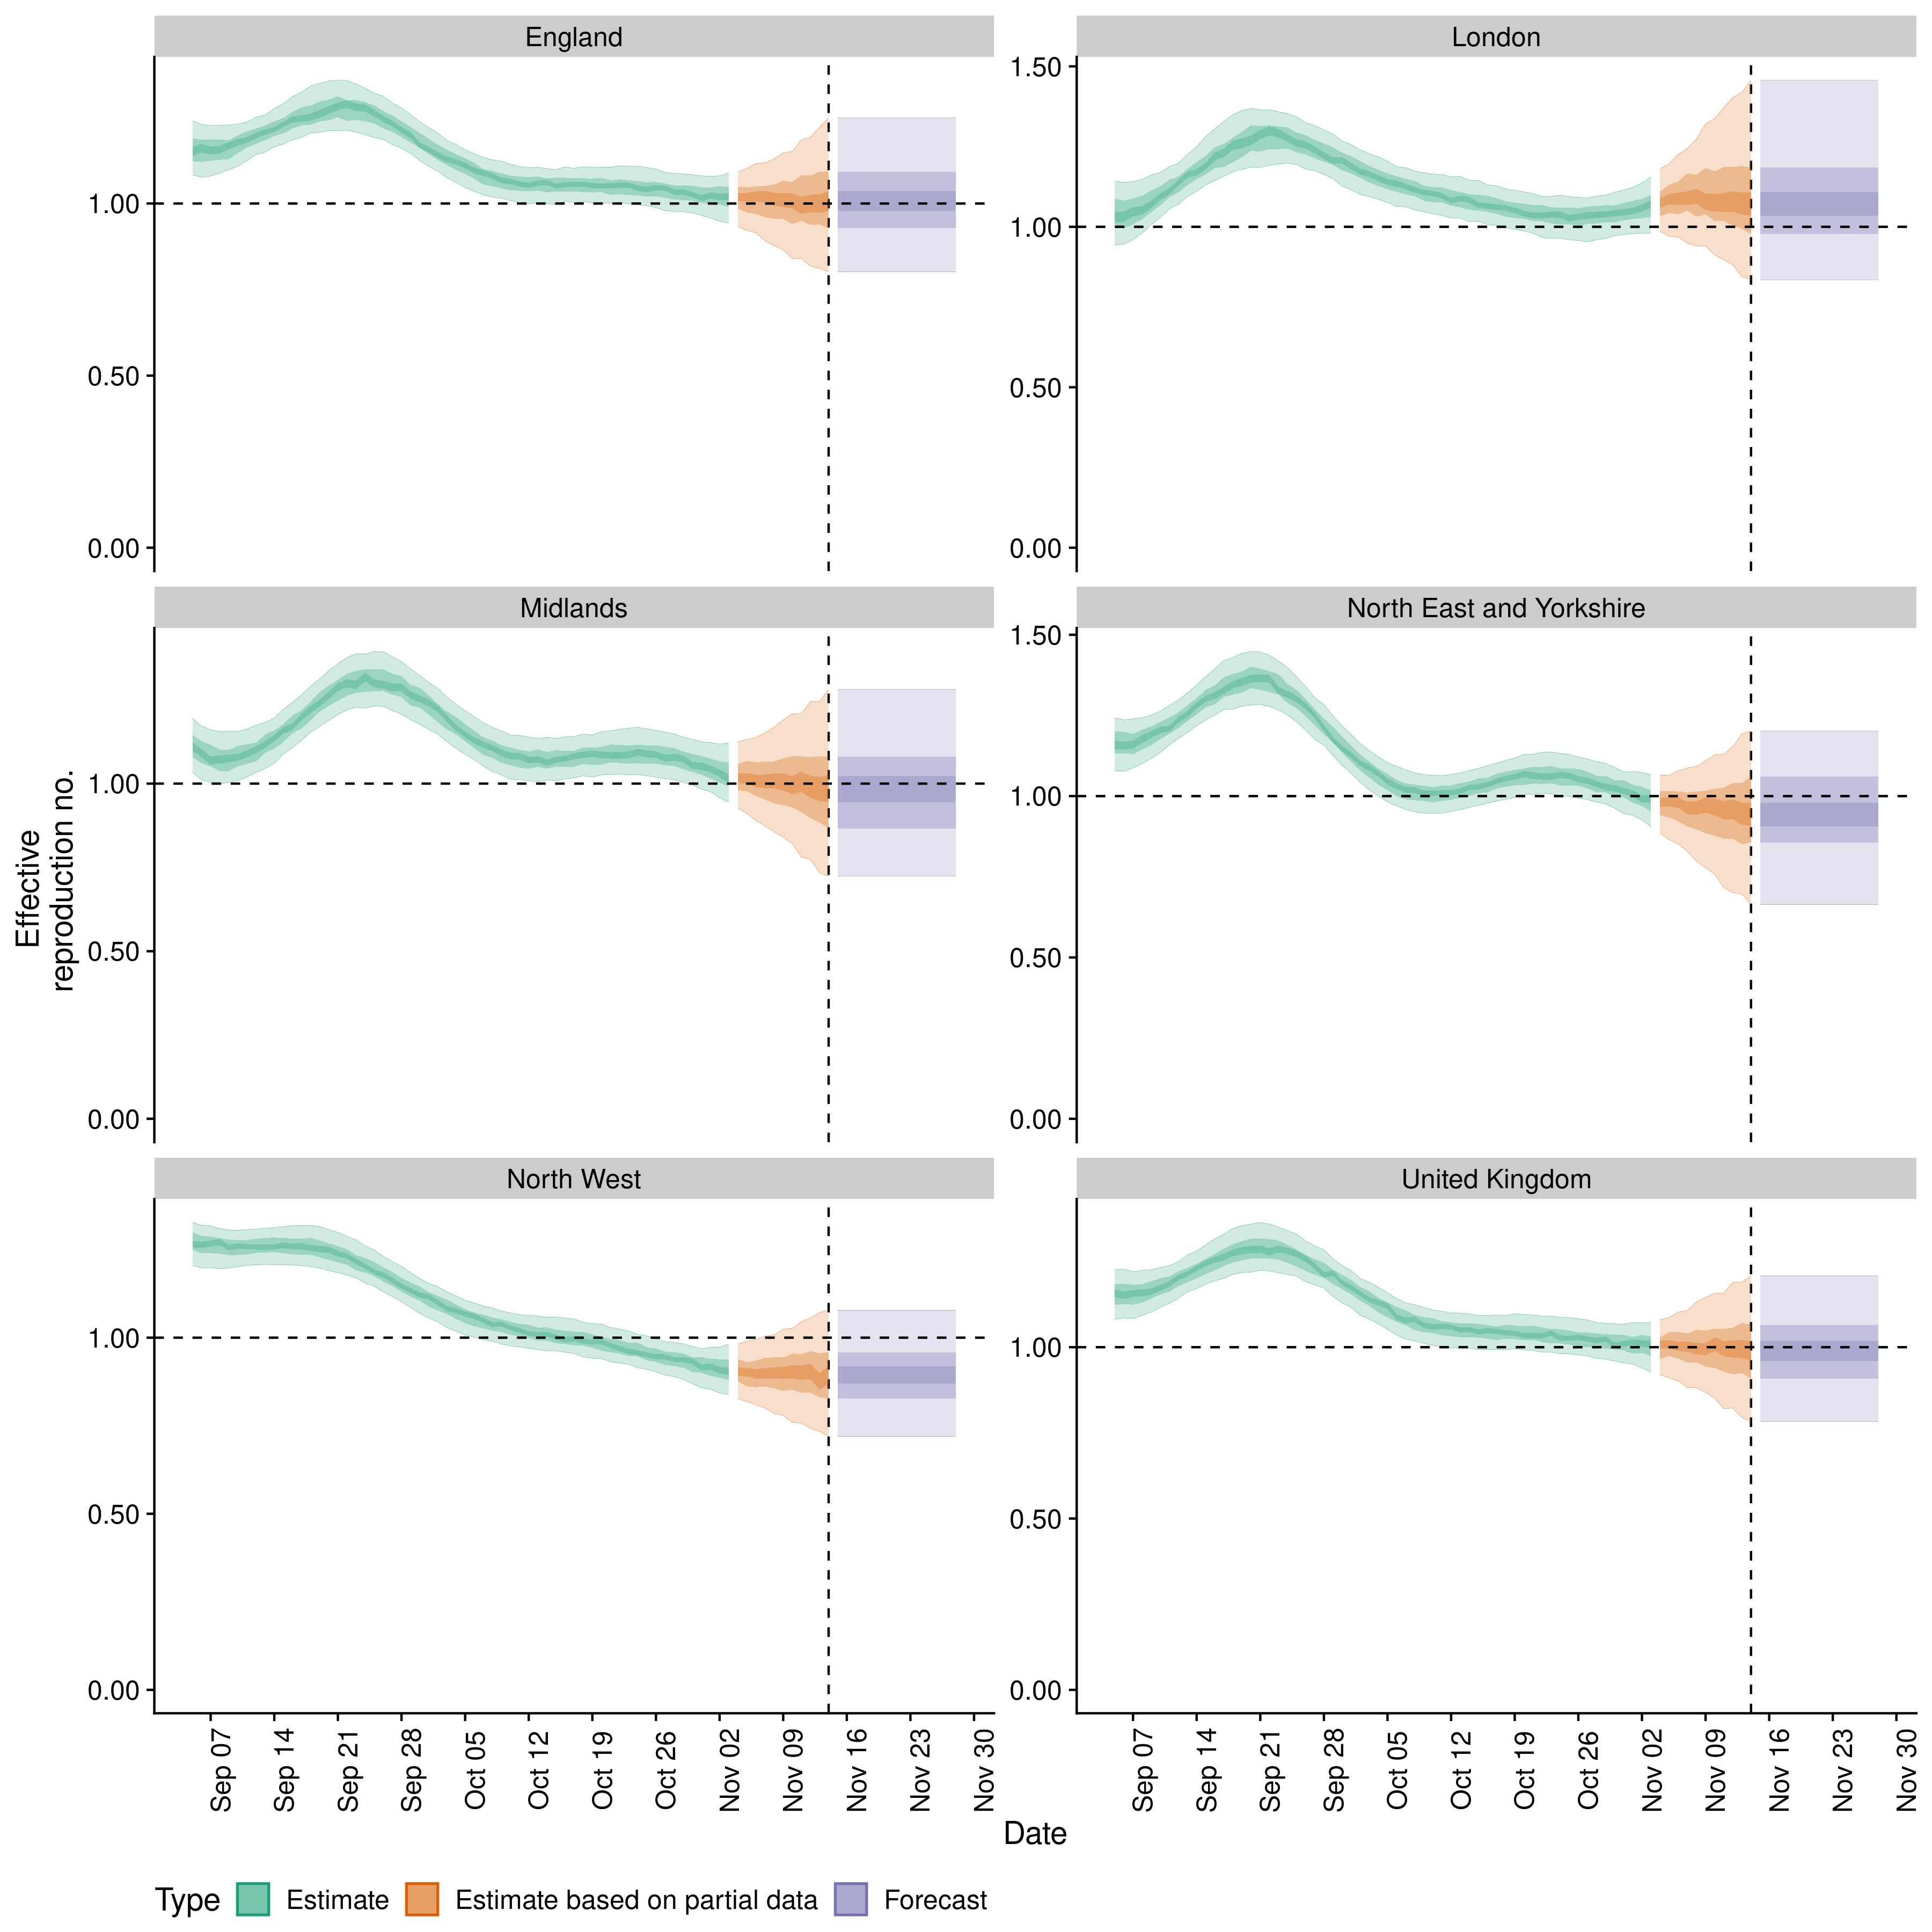 England
London
1.00
0.50
0.00
1.50
1.00
0.50
0.00
Midlands
North East and Yorkshire
1.00
0.50
0.00
1.50
1.00
0.50
0.00
Effective
reproduction no.
North West
United Kingdom
1.00
0.50
0.00
1.00
0.50
0.00
Sep 07
Sep 14
Sep 21
Sep 28
Oct 05
Oct 12
Oct 19
Oct 26
Nov 02
Nov 09
Nov 16
Nov 23
Nov 30
Sep 07
Sep 14
Sep 21
Sep 28
Oct 05
Oct 12
Oct 19
Oct 26
Nov 02
Nov 09
Nov 16
Nov 23
Nov 30
Date
Type Estimate Estimate based on partial data Forecast